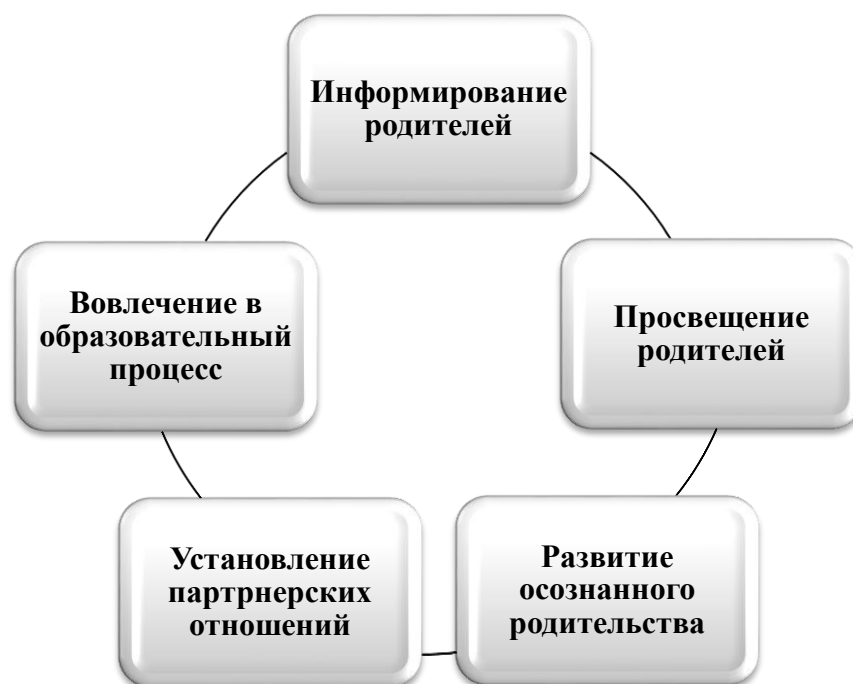 Информирование
родителей
Просвещение
родителей
Развитие
осознанного
родительства
Установление
партрнерских
отношений
Вовлечение в
образовательный
процесс